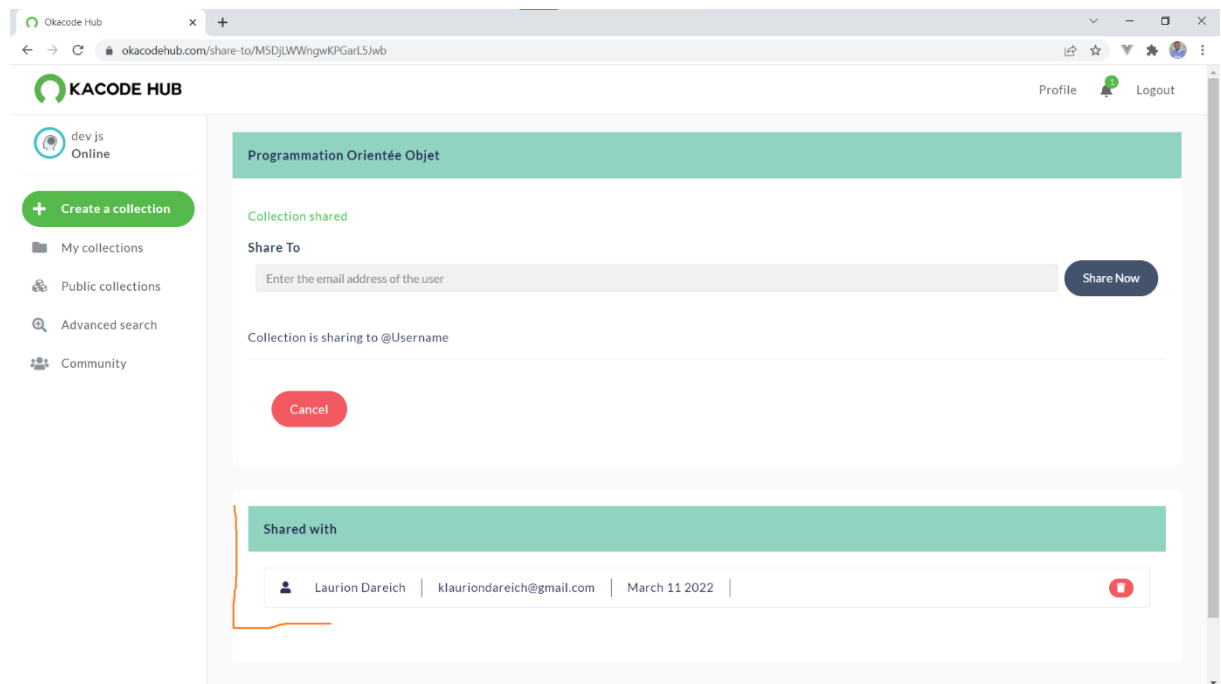 Okacode Hub
okacodehub.com/share-to/M5DjLWWngwKPGarL5Jwb
KACODE HUB
Profile
1
Logout
dev js
Online
Create a collection
My collections
Public collections
Advanced search
Community
Programmation Orientée Objet
Collection shared
Share To
Enter the email address of the user
Share Now
Collection is sharing to @Username
Cancel
Shared with
Laurion Dareich | klauriondareich@gmail.com | March 11 2022 |